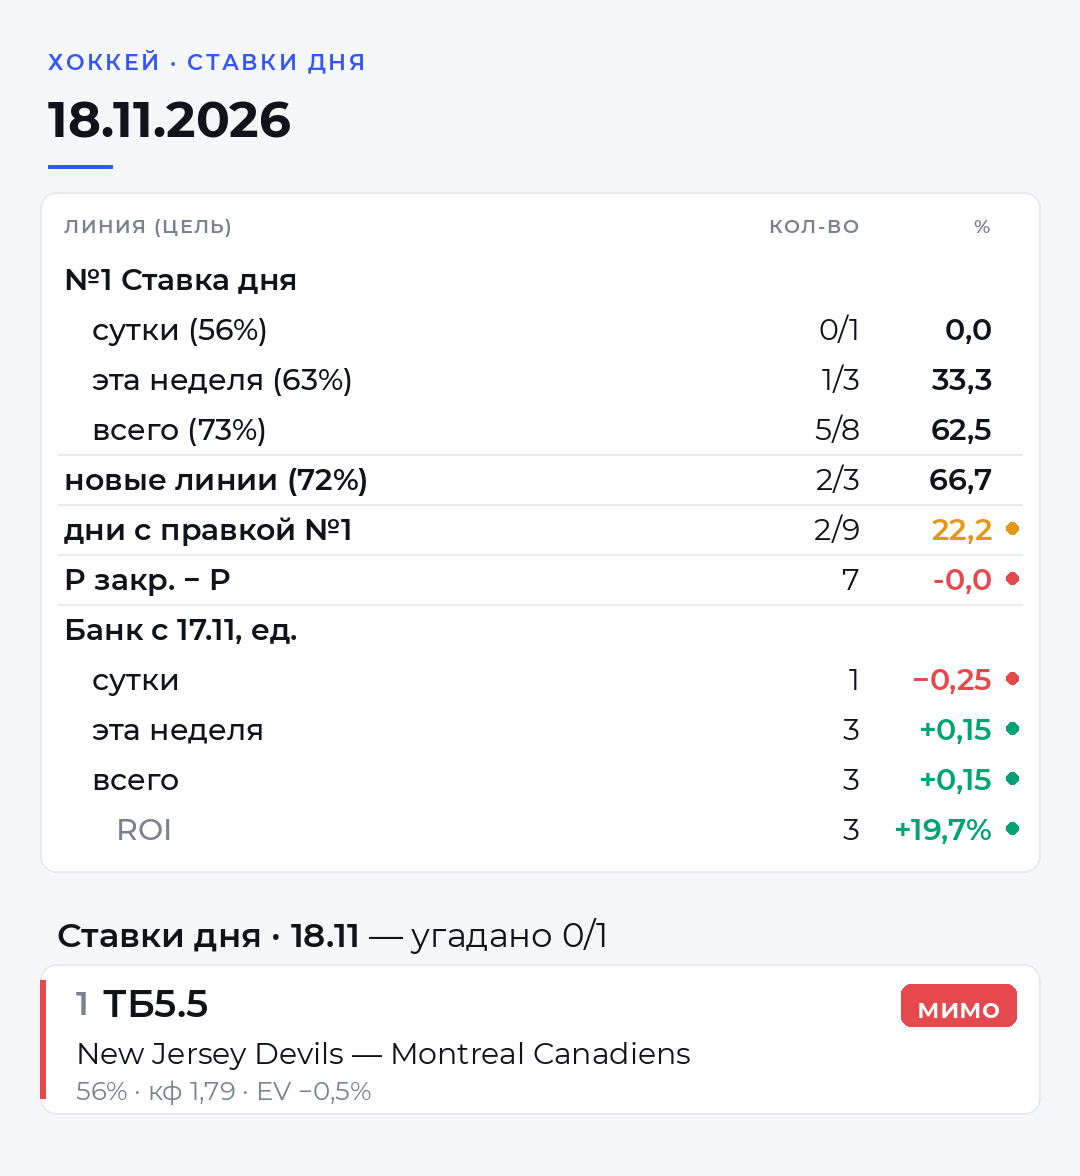 ХОККЕЙ · СТАВКИ ДНЯ
18.11.2026
ЛИНИЯ (ЦЕЛЬ) КОЛ-ВО %
№1 Ставка дня
сутки (56%) 0/1 0,0
эта неделя (63%) 1/3 33,3
всего (73%) 5/8 62,5
новые линии (72%) 2/3 66,7
дни с правкой №1 2/9 22,2
Р закр. − Р 7 -0,0
Банк с 17.11, ед.
сутки 1 −0,25
эта неделя 3 +0,15
всего 3 +0,15
ROI 3 +19,7%
Ставки дня · 18.11 — угадано 0/1
1 ТБ5.5 мимо
New Jersey Devils — Montreal Canadiens
56% · кф 1,79 · EV −0,5%